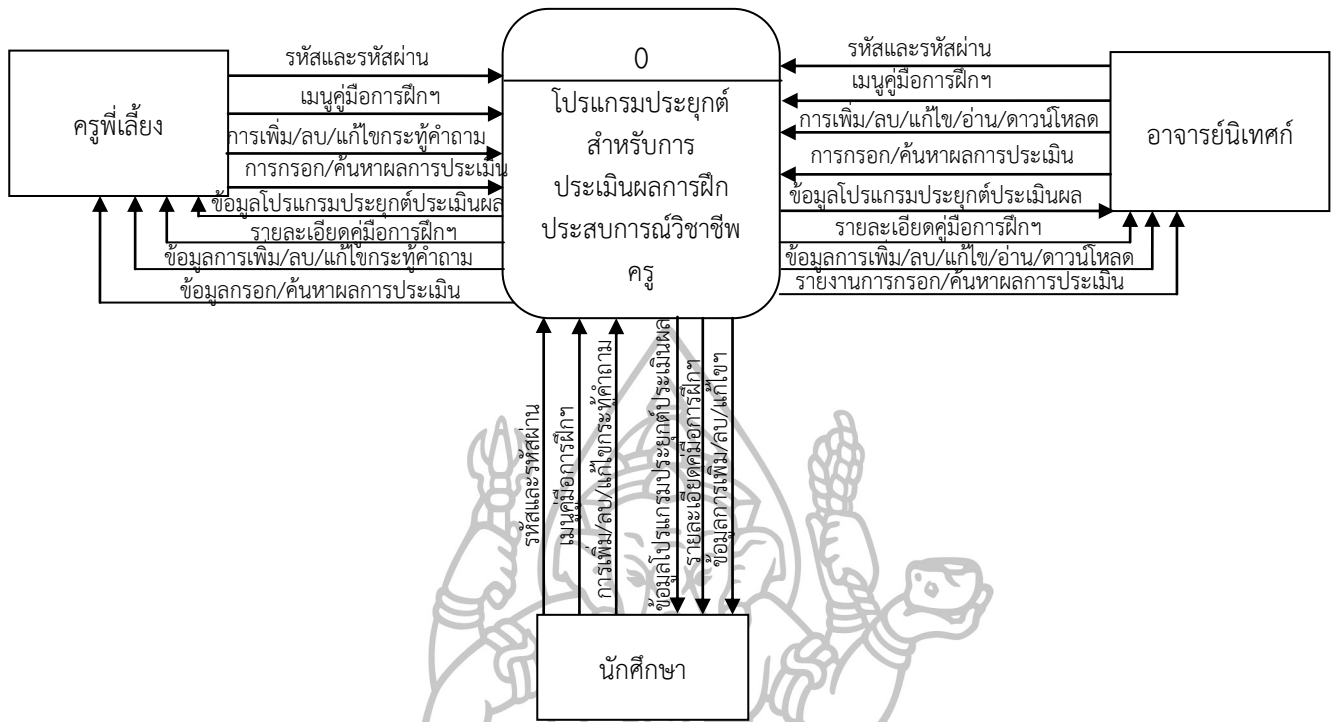 ครูพี่เลี้ยง
รหัสและรหัสผ่าน
เมนูคู่มือการฝึกฯ
การเพิ่ม/ลบ/แก้ไขกระทู้คำถาม
การกรอก/ค้นหาผลการประเมิน
ข้อมูลโปรแกรมประยุกต์ประเมินผล
รายละเอียดคู่มือการฝึกฯ
ข้อมูลการเพิ่ม/ลบ/แก้ไขกระทู้คำถาม
ข้อมูลกรอก/ค้นหาผลการประเมิน
0
โปรแกรมประยุกต์
สำหรับการ
ประเมินผลการฝึก
ประสบการณ์วิชาชีพ
ครู
รหัสและรหัสผ่าน
เมนูคู่มือการฝึกฯ
การเพิ่ม/ลบ/แก้ไข/อ่าน/ดาวน์โหลด
การกรอก/ค้นหาผลการประเมิน
ข้อมูลโปรแกรมประยุกต์ประเมินผล
รายละเอียดคู่มือการฝึกฯ
ข้อมูลการเพิ่ม/ลบ/แก้ไข/อ่าน/ดาวน์โหลด
รายงานการกรอก/ค้นหาผลการประเมิน
อาจารย์นิเทศก์
รหัสและรหัสผ่าน
เมนูคู่มือการฝึกฯ
การเพิ่ม/ลบ/แก้ไขกระทู้คำถาม
ข้อมูลโปรแกรมประยุกต์ประเมินผล
รายละเอียดคู่มือการฝึกฯ
ข้อมูลการเพิ่ม/ลบ/แก้ไขฯ
นักศึกษา